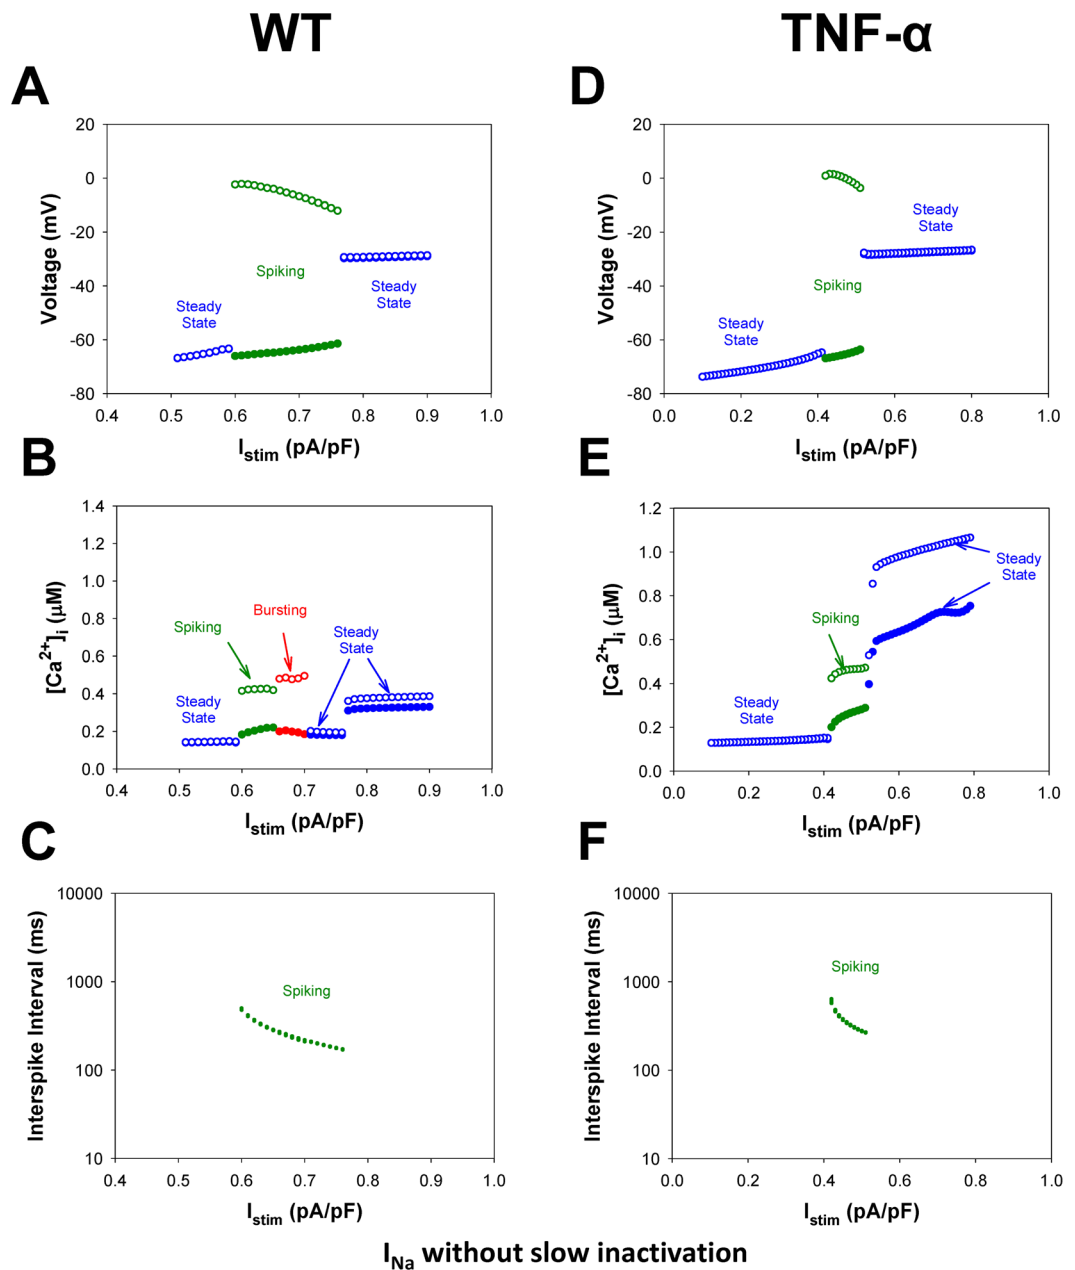 WT
TNF-α
A
20
0
-20
-40
-60
-80
Voltage (mV)
Spiking
Steady
State
Steady
State
0.4 0.5 0.6 0.7 0.8 0.9 1.0
Istim (pA/pF)
D
20
0
-20
-40
-60
-80
Voltage (mV)
Steady
State
Spiking
Steady
State
0.0 0.2 0.4 0.6 0.8 1.0
Istim (pA/pF)
B
1.4
1.2
1.0
0.8
0.6
0.4
0.2
0.0
[Ca2+]i (μM)
Bursting
Spiking
Steady
State
Steady
State
0.4 0.5 0.6 0.7 0.8 0.9 1.0
Istim (pA/pF)
E
1.2
1.0
0.8
0.6
0.4
0.2
0.0
[Ca2+]i (μM)
Steady
State
Spiking
Steady
State
0.0 0.2 0.4 0.6 0.8 1.0
Istim (pA/pF)
C
10000
1000
100
10
Interspike Interval (ms)
Spiking
0.4 0.5 0.6 0.7 0.8 0.9 1.0
Istim (pA/pF)
F
10000
1000
100
10
Interspike Interval (ms)
Spiking
0.0 0.2 0.4 0.6 0.8 1.0
Istim (pA/pF)
INa without slow inactivation